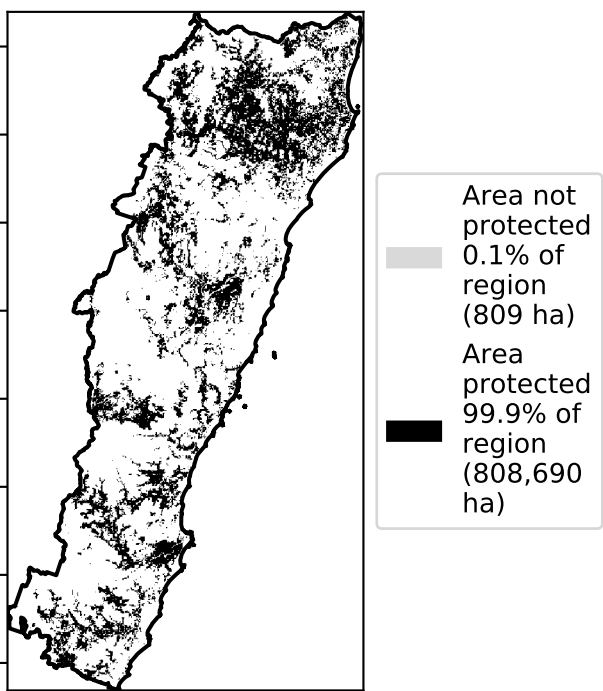 Area not
protected
0.1% of
region
(809 ha)
Area
protected
99.9% of
region
(808,690
ha)